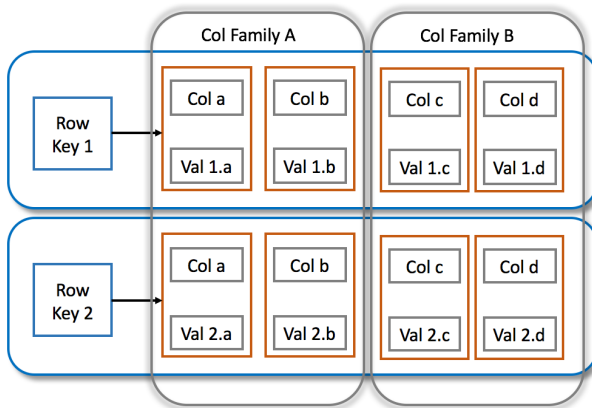 Col Family A
Col Family B
Row
Key 1
Col a
Col b
Col c
Col d
Val 1.a
Val 1.b
Val 1.c
Val 1.d
Row
Key 2
Col a
Col b
Col c
Col d
Val 2.a
Val 2.b
Val 2.c
Val 2.d